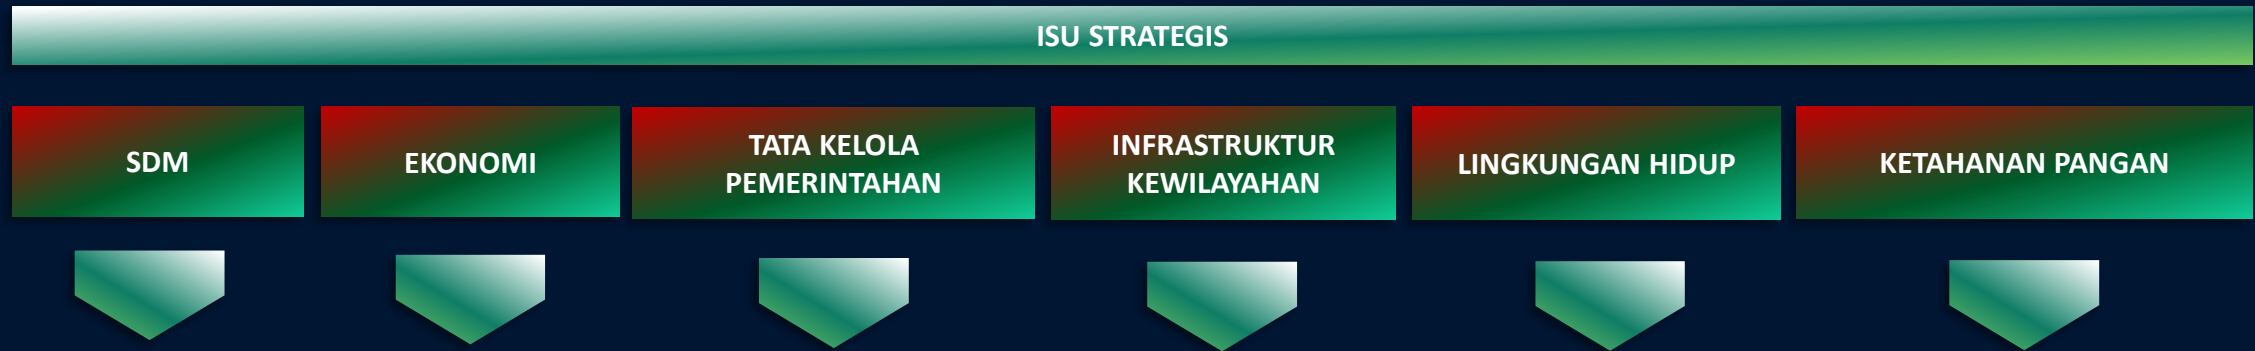 ISU STRATEGIS
SDM
EKONOMI
TATA KELOLA
PEMERINTAHAN
INFRASTRUKTUR
KEWILAYAHAN
LINGKUNGAN HIDUP
KETAHANAN PANGAN